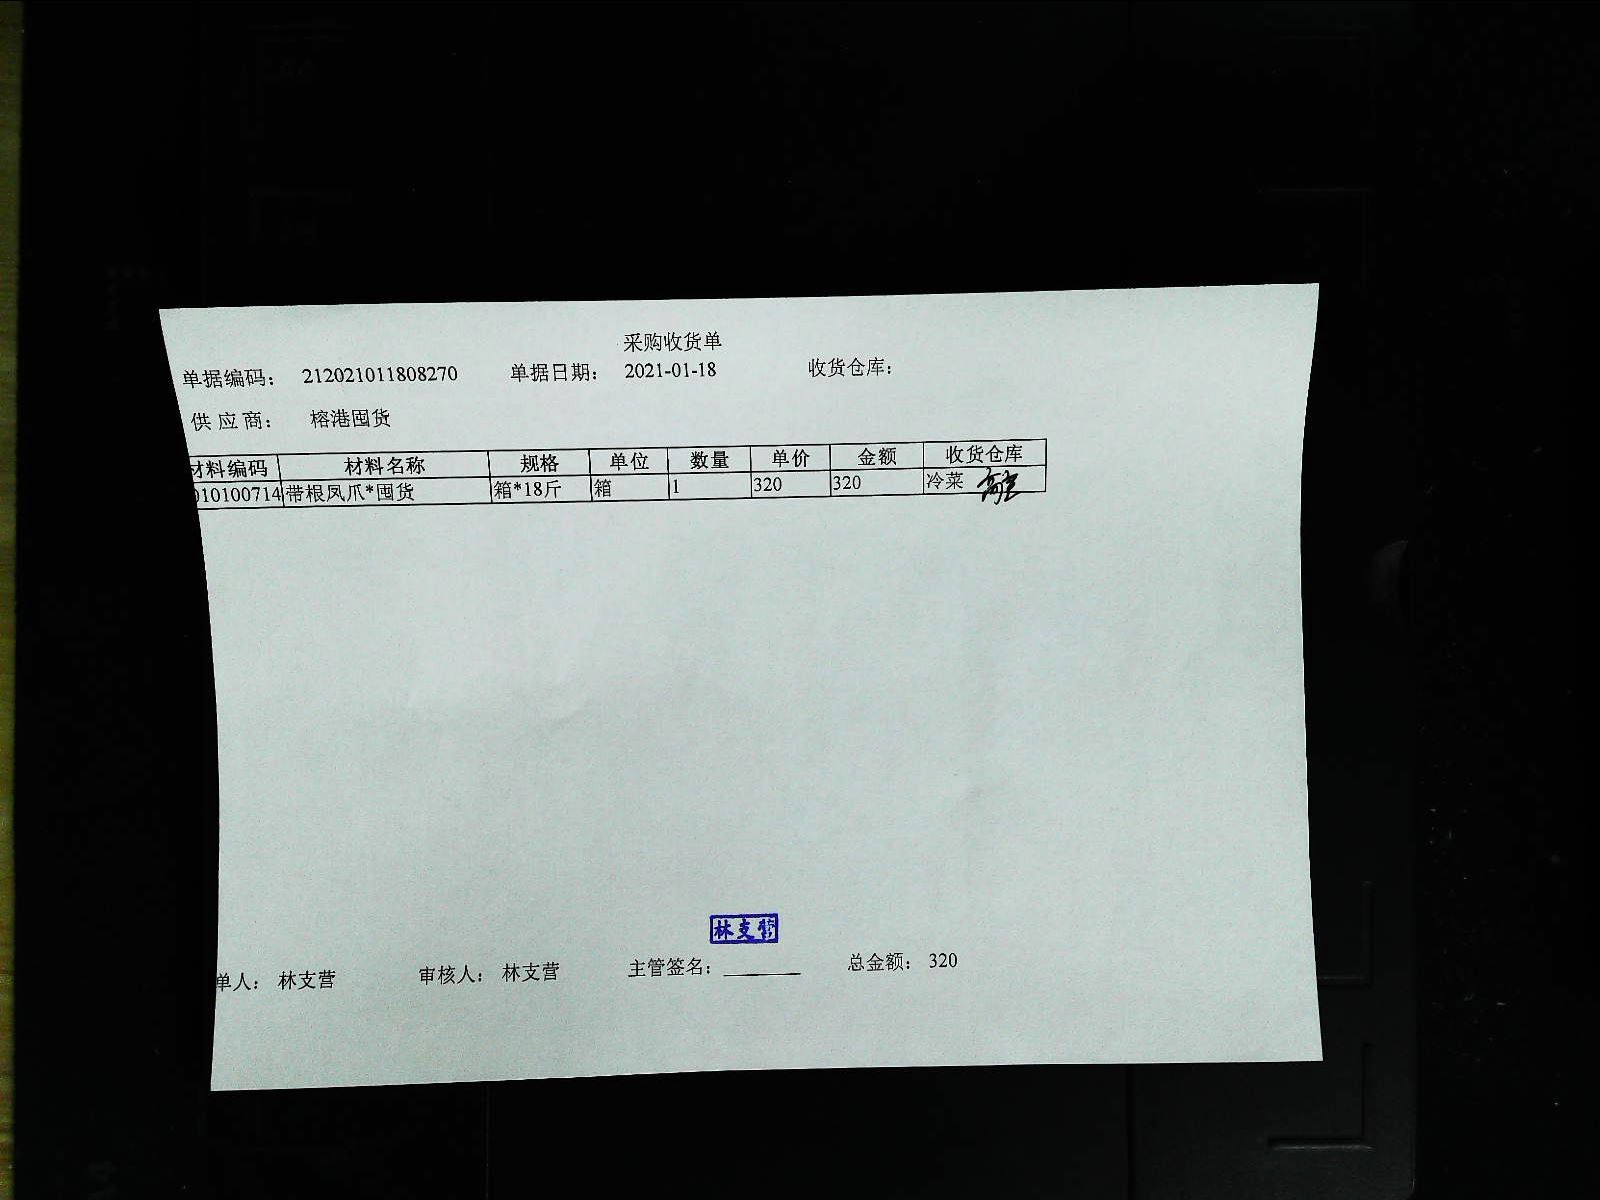 采购收货单
单据编码： 212021011808270 单据日期： 2021-01-18 收货仓库：
供 应 商： 榕港囤货
材料编码 材料名称 规格 单位 数量 单价 金额 收货仓库
010100714 带根凤爪*囤货 箱*18斤 箱 1 320 320 冷菜
林支营
单人： 林支营 审核人： 林支营 主管签名： ________ 总金额： 320